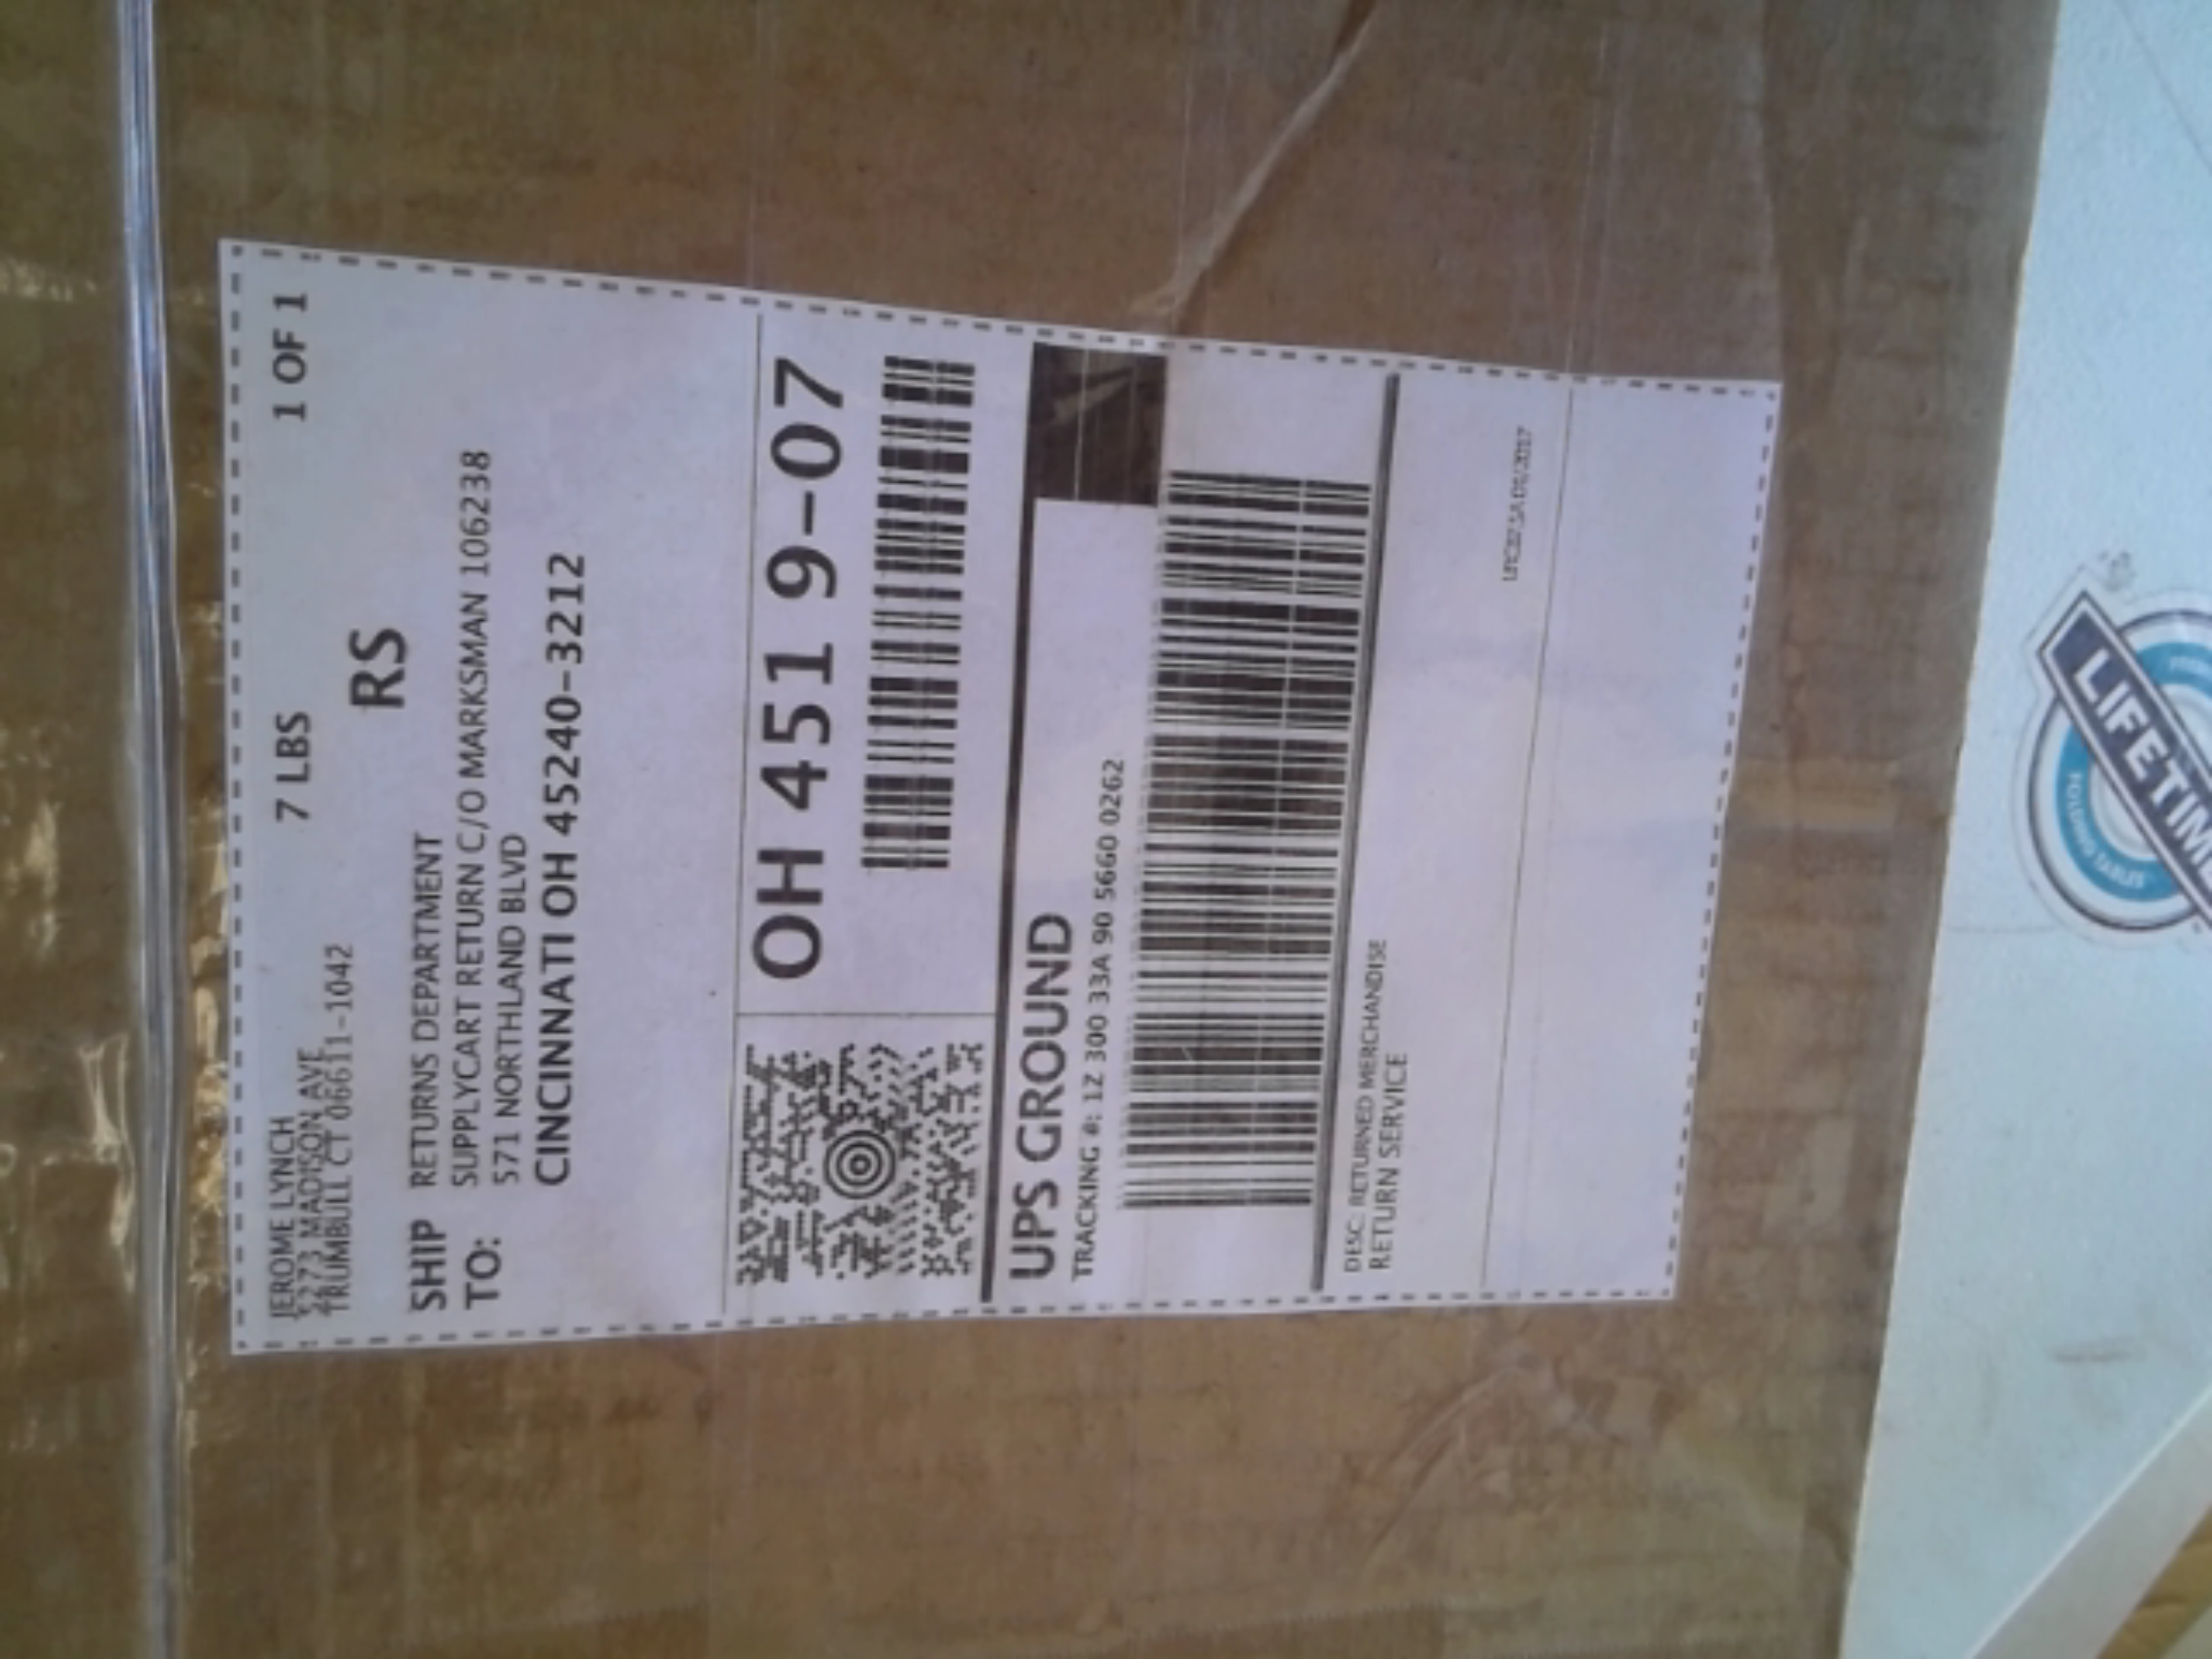 JEROME LYNCH
7 LBS
1 OF 1
MADISON AVE
TRUMBULL CT 06611-1042
RS
SHIP TO:
RETURNS DEPARTMENT
SUPPLYCART RETURN C/O MARKSMAN 106238
571 NORTHLAND BLVD
CINCINNATI OH 45240-3212
OH 451 9-07
UPS GROUND
TRACKING #: 1Z 300 33A 90 5660 0262
DESC: RETURNED MERCHANDISE
RETURN SERVICE
LIFETIME
FOLDING TABLES